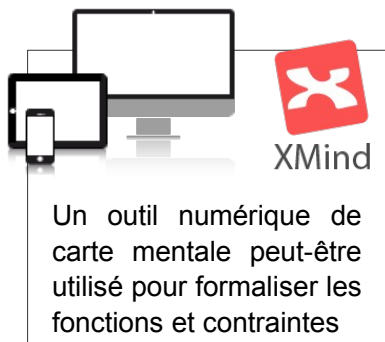 XMind
Un outil numérique de
carte mentale peut-être
utilisé pour formaliser les
fonctions et contraintes